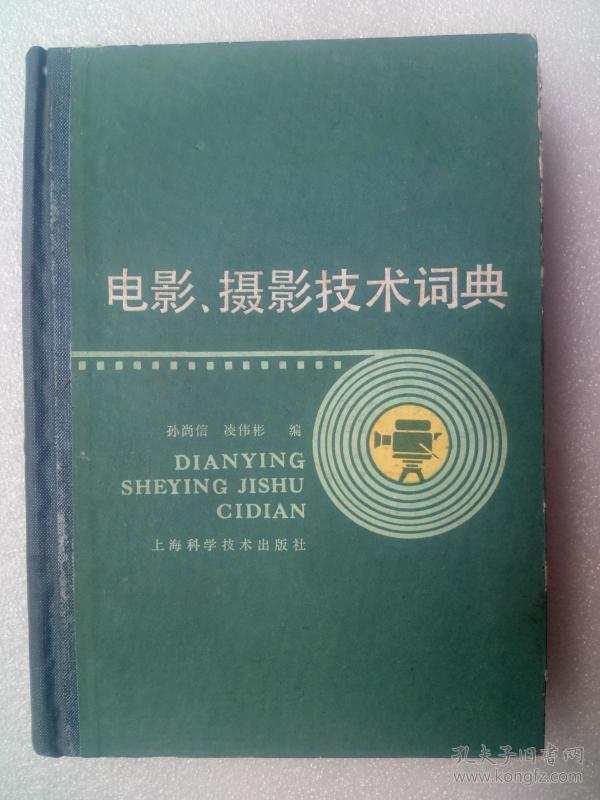 电影、摄影技术词典
孙尚信 凌伟彬 编
DIANYING
SHEYING JISHU
CIDIAN
上海科学技术出版社
孔夫子旧书网
www.kongfz.com